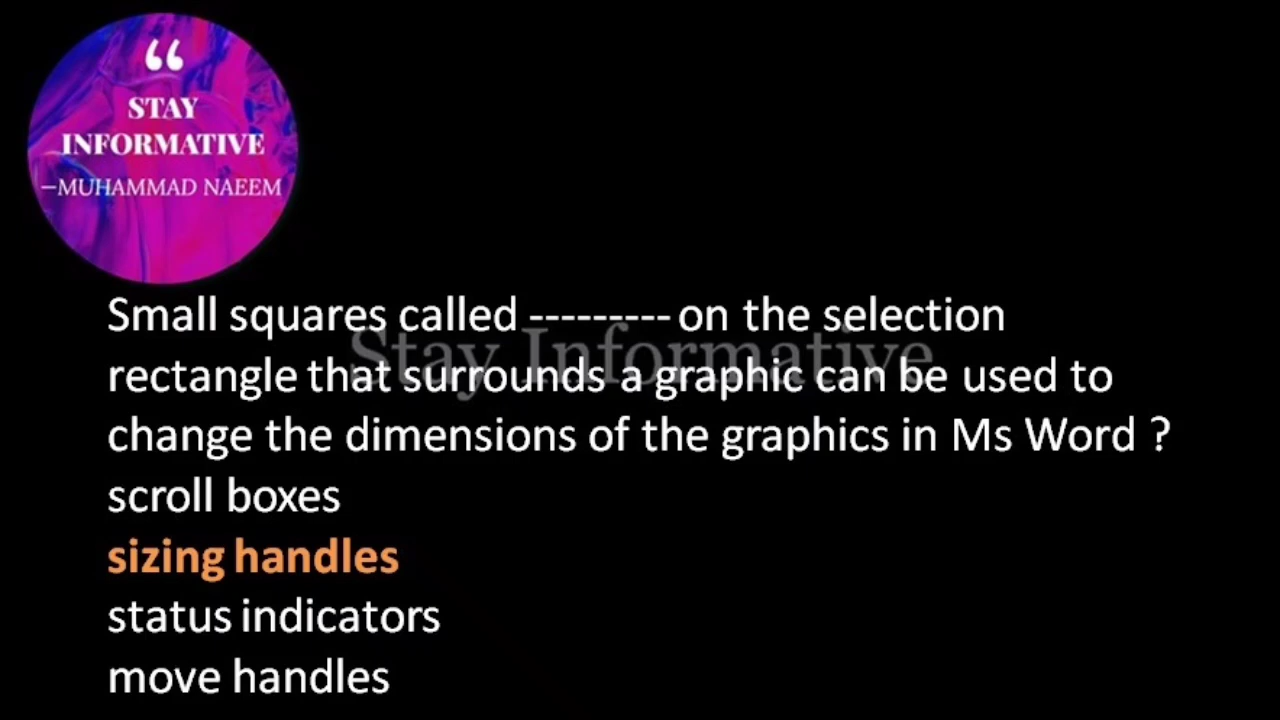 “
STAY
INFORMATIVE
—MUHAMMAD NAEEM
Small squares called --------- on the selection
Stay Informative
rectangle that surrounds a graphic can be used to
change the dimensions of the graphics in Ms Word ?
scroll boxes
sizing handles
status indicators
move handles